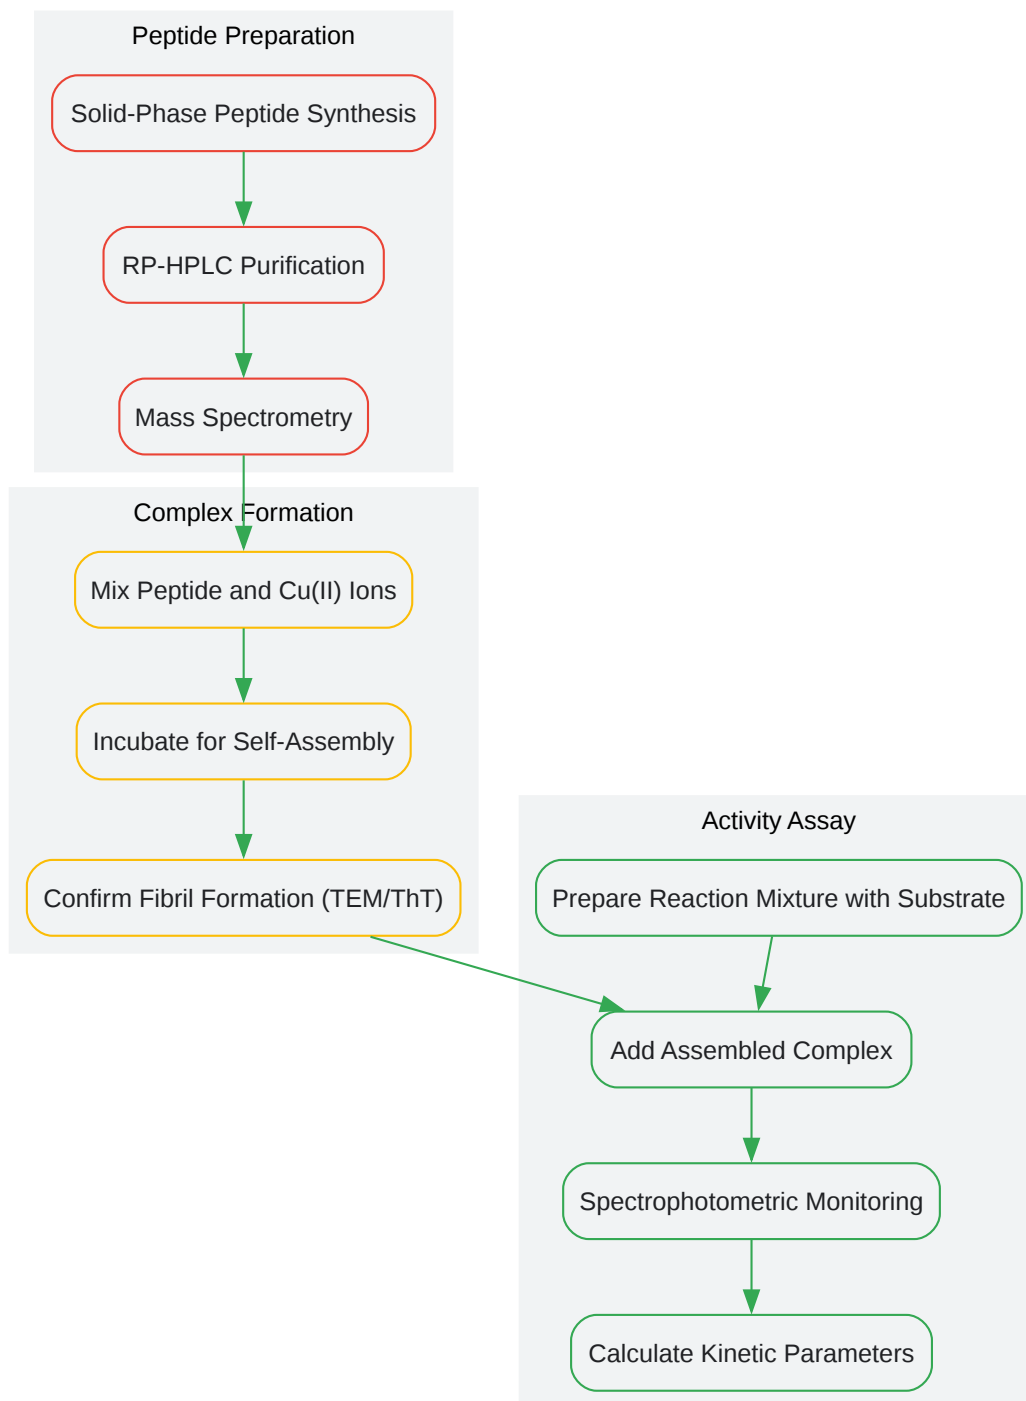 Peptide Preparation
Solid-Phase Peptide Synthesis
RP-HPLC Purification
Mass Spectrometry
Complex Formation
Mix Peptide and Cu(II) Ions
Incubate for Self-Assembly
Confirm Fibril Formation (TEM/ThT)
Activity Assay
Prepare Reaction Mixture with Substrate
Add Assembled Complex
Spectrophotometric Monitoring
Calculate Kinetic Parameters